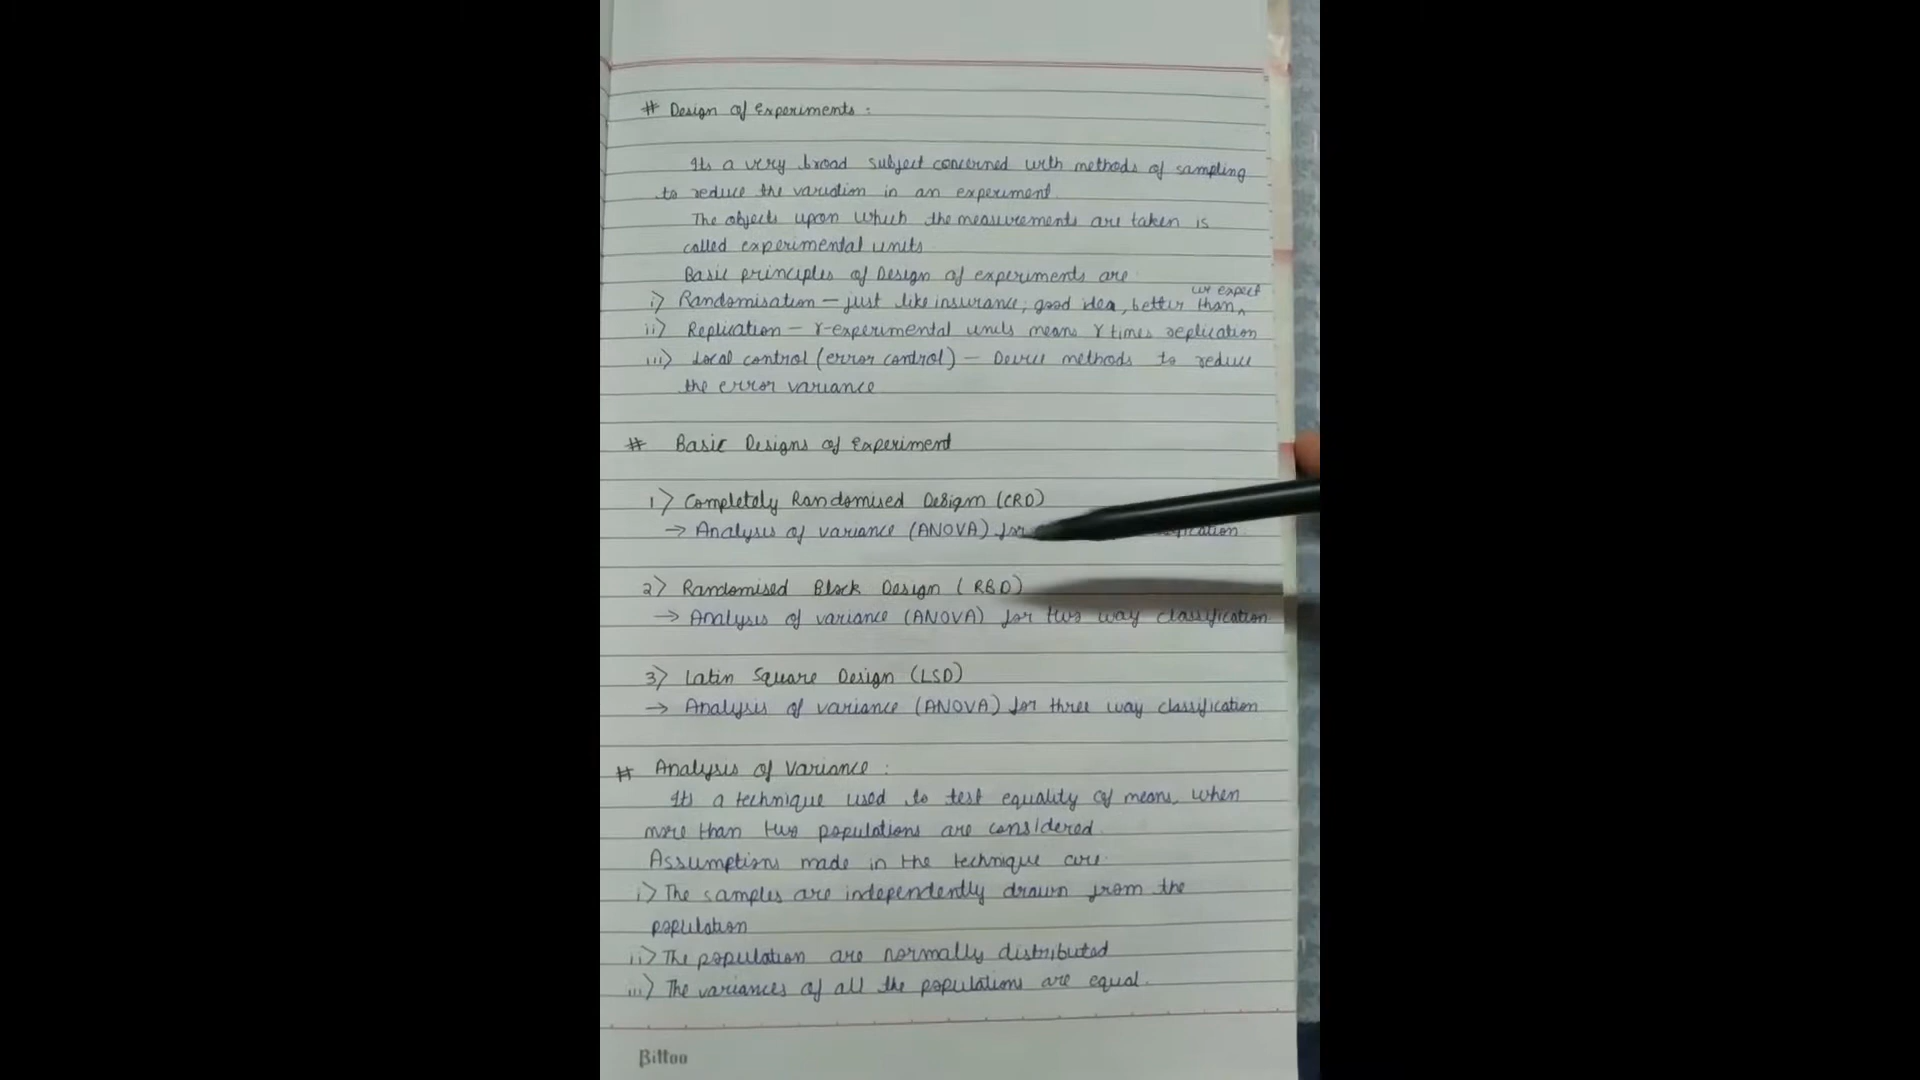 # Design of Experiments :
Its a very broad subject concerned with methods of sampling
to reduce the variation in an experiment.
The objects upon which the measurements are taken is
called experimental units.
Basic principles of Design of experiments are
we expect
i) Randomisation – just like insurance; good idea, better than ^
ii) Replication – r-experimental units means r times replication
iii) Local control (error control) – Devise methods to reduce
the error variance
# Basic Designs of Experiment
1) Completely Randomised Design (CRD)
→ Analysis of variance (ANOVA) for
2) Randomised Block Design (RBD)
→ Analysis of variance (ANOVA) for two way classification
3) Latin Square Design (LSD)
→ Analysis of variance (ANOVA) for three way classification
# Analysis of Variance :
Its a technique used to test equality of means, when
more than two populations are considered.
Assumptions made in the technique are.
i) The samples are independently drawn from the
population
ii) The population are normally distributed
iii) The variances of all the populations are equal.
Bittoo